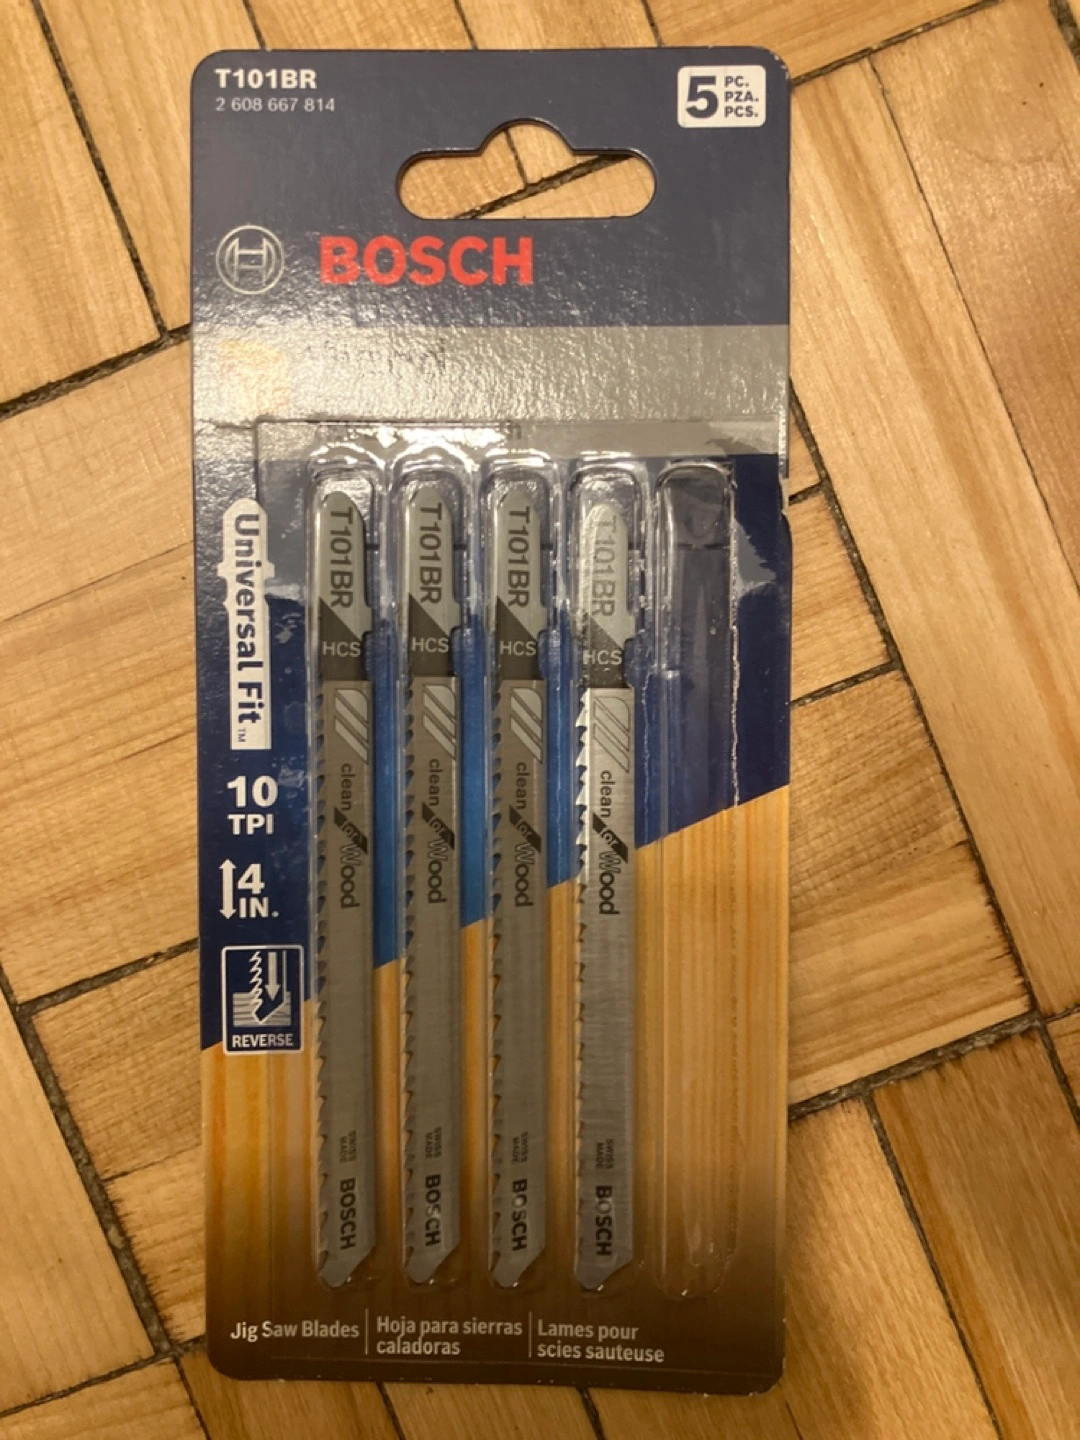 T101BR
2 608 667 814
5 PC.
PZA.
PCS.
BOSCH
Universal Fit™
10
TPI
4
IN.
REVERSE
T101BR
HCS
clean for Wood
SWISS
MADE
BOSCH
T101BR
HCS
clean for Wood
SWISS
MADE
BOSCH
T101BR
HCS
clean for Wood
SWISS
MADE
BOSCH
T101BR
HCS
clean for Wood
SWISS
MADE
BOSCH
Jig Saw Blades
Hoja para sierras
caladoras
Lames pour
scies sauteuse